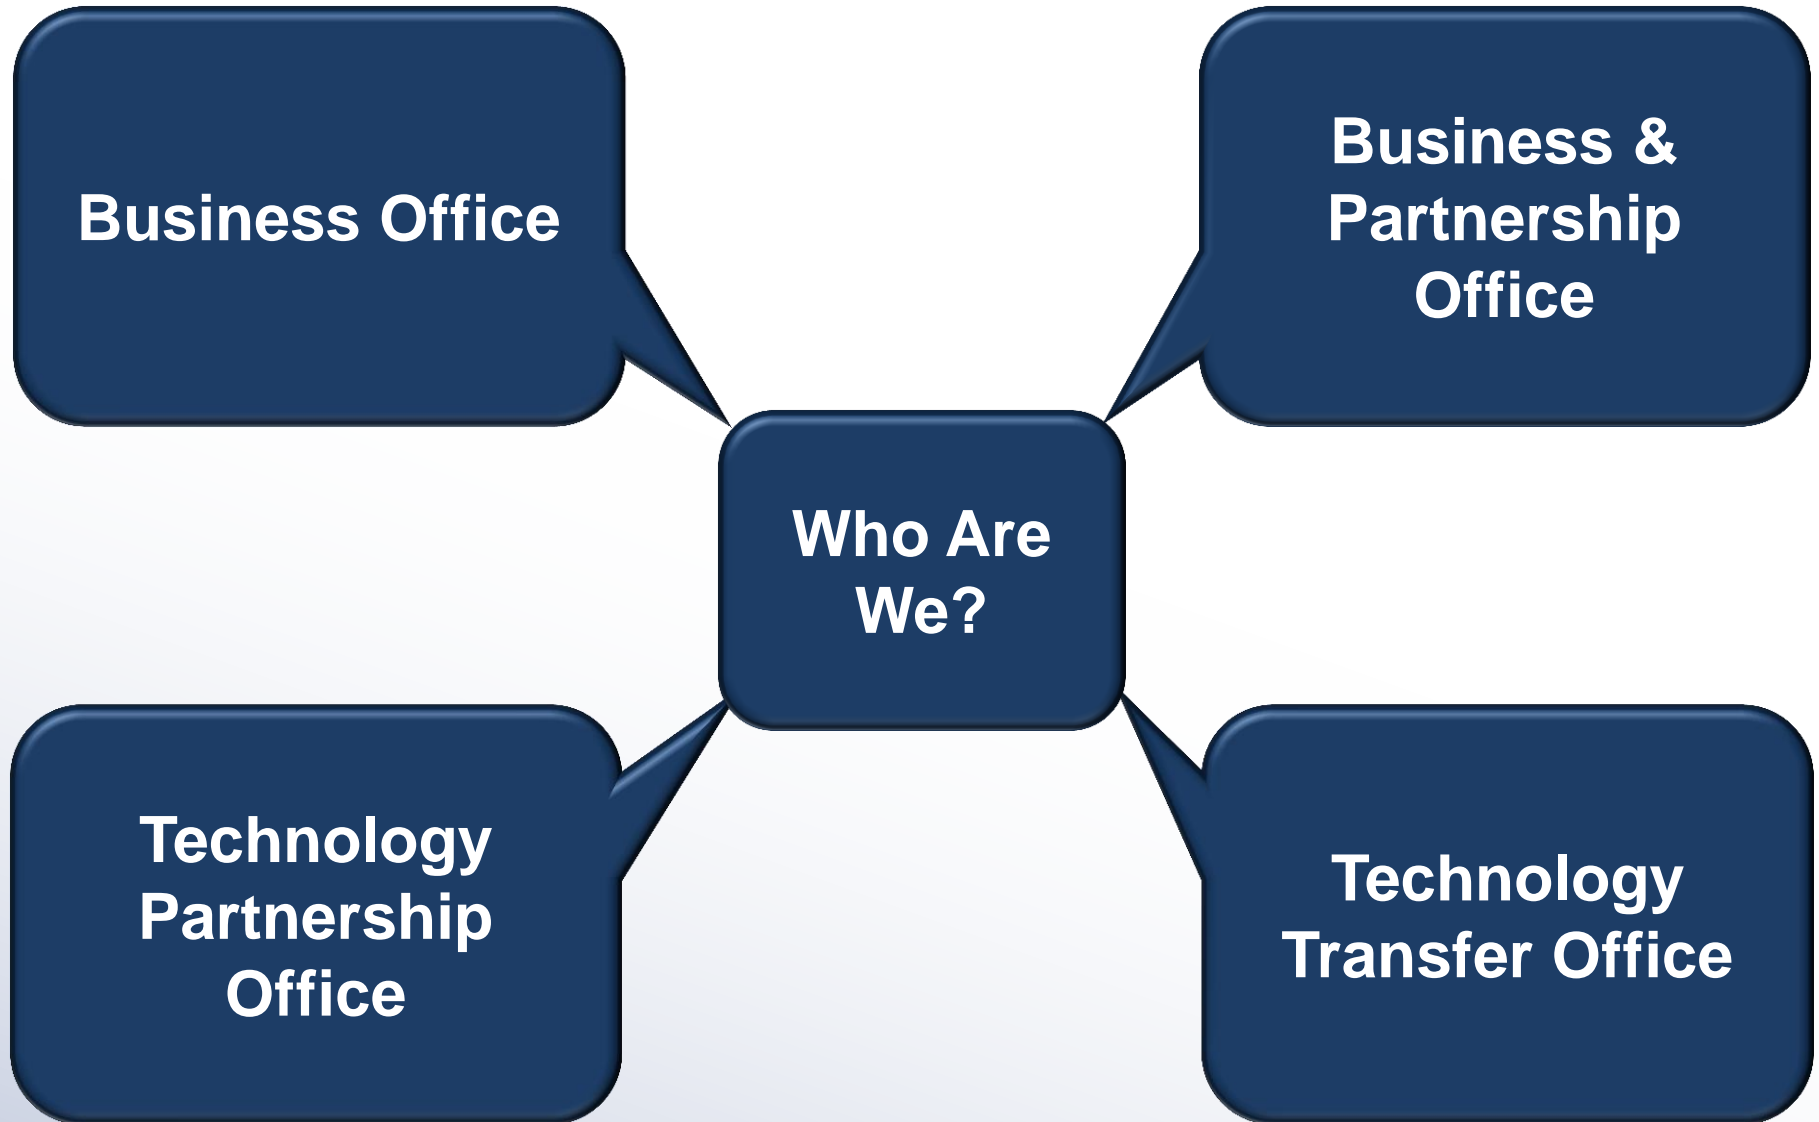 Business Office
Business &
Partnership
Office
Who Are
We?
Technology
Partnership
Office
Technology
Transfer Office